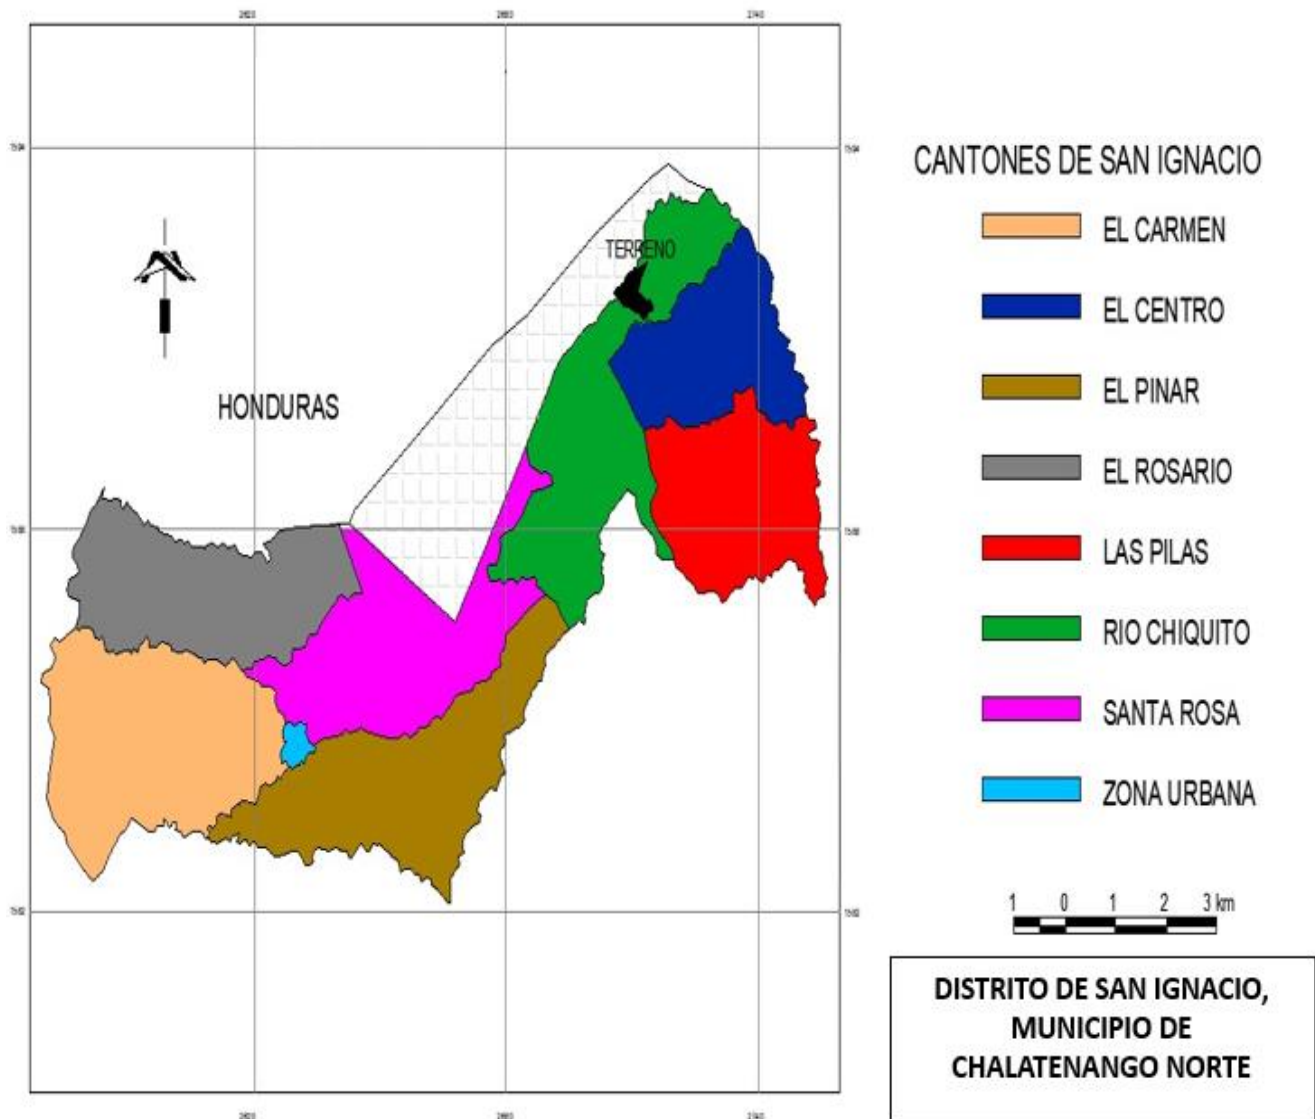 CANTONES DE SAN IGNACIO
EL CARMEN
EL CENTRO
EL PINAR
EL ROSARIO
LAS PILAS
RIO CHIQUITO
SANTA ROSA
ZONA URBANA
TERRENO
HONDURAS
1 0 1 2 3 km
DISTRITO DE SAN IGNACIO,
MUNICIPIO DE
CHALATENANGO NORTE